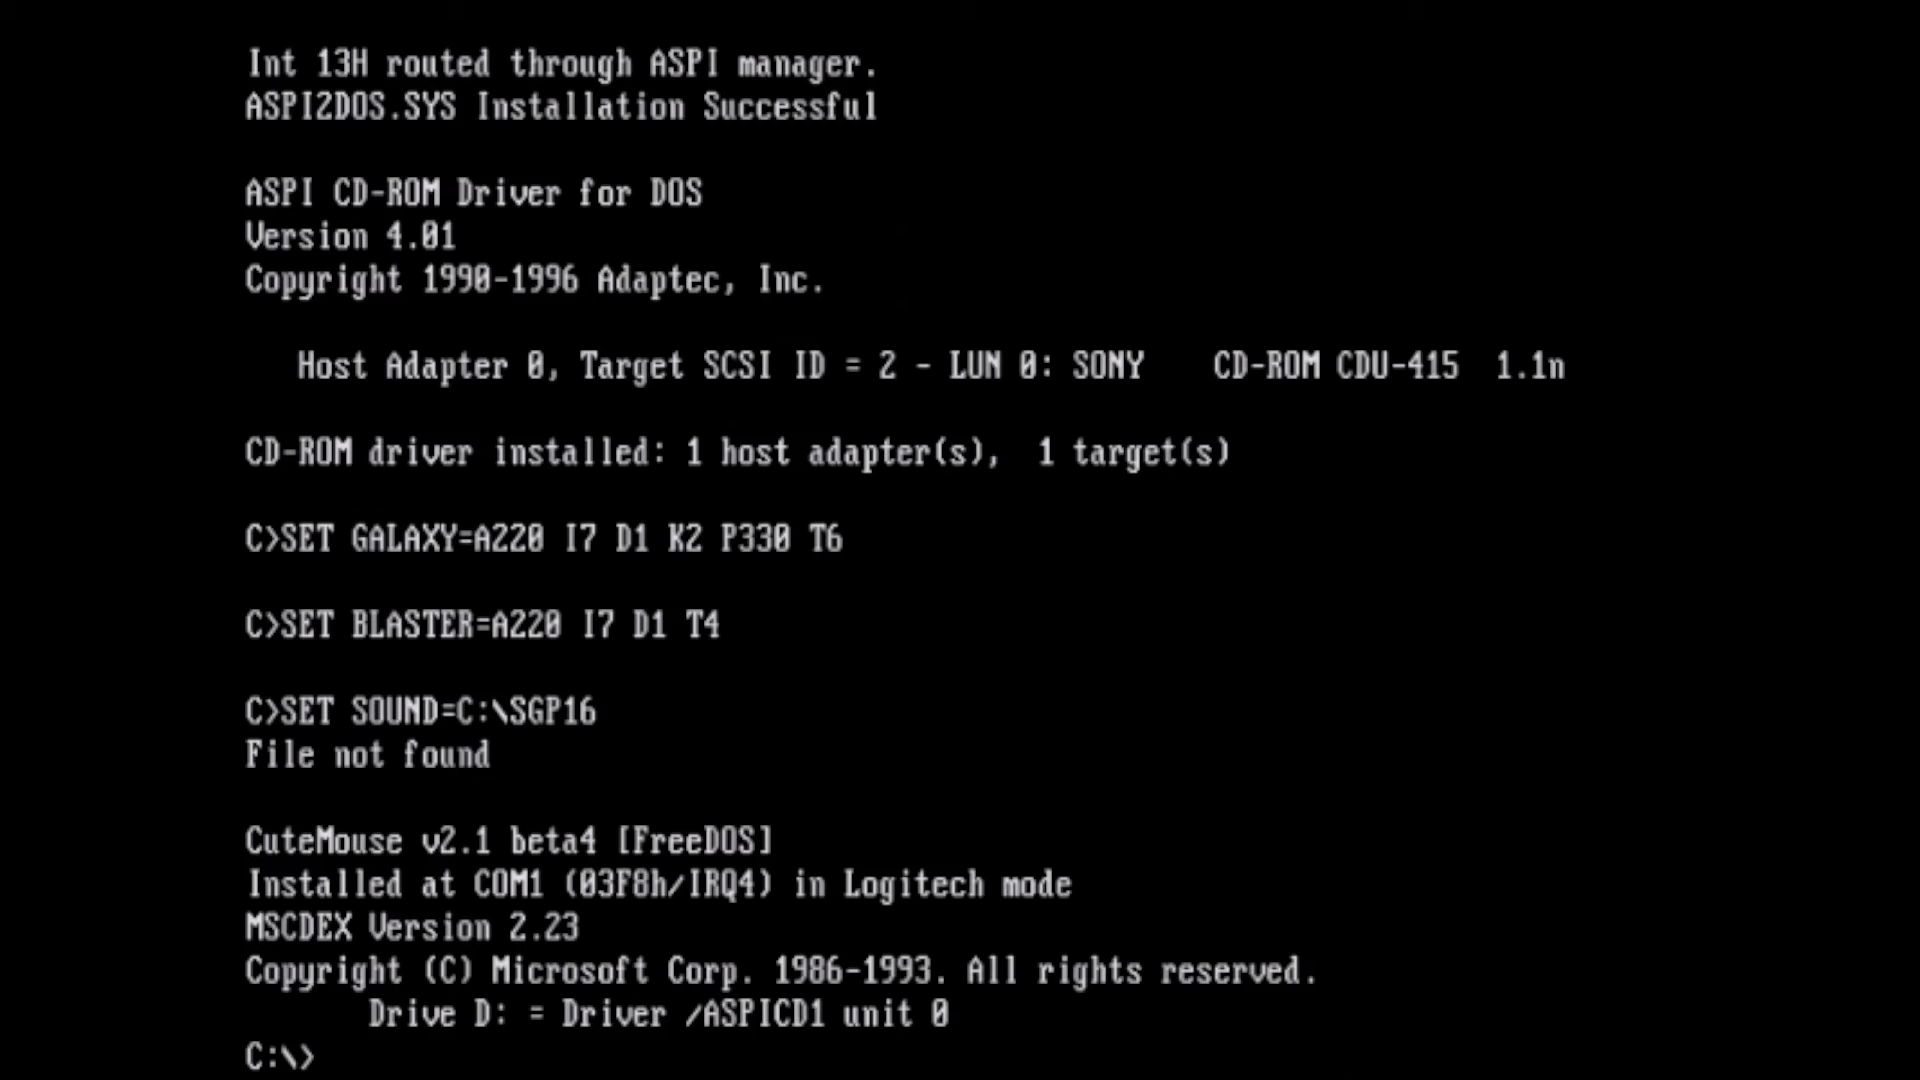 Int 13H routed through ASPI manager.
ASPI2DOS.SYS Installation Successful
ASPI CD-ROM Driver for DOS
Version 4.01
Copyright 1990-1996 Adaptec, Inc.
Host Adapter 0, Target SCSI ID = 2 - LUN 0: SONY    CD-ROM CDU-415  1.1n
CD-ROM driver installed: 1 host adapter(s),  1 target(s)
C>SET GALAXY=A220 I7 D1 K2 P330 T6
C>SET BLASTER=A220 I7 D1 T4
C>SET SOUND=C:\SGP16
File not found
CuteMouse v2.1 beta4 [FreeDOS]
Installed at COM1 (03F8h/IRQ4) in Logitech mode
MSCDEX Version 2.23
Copyright (C) Microsoft Corp. 1986-1993. All rights reserved.
Drive D: = Driver /ASPICD1 unit 0
C:\>